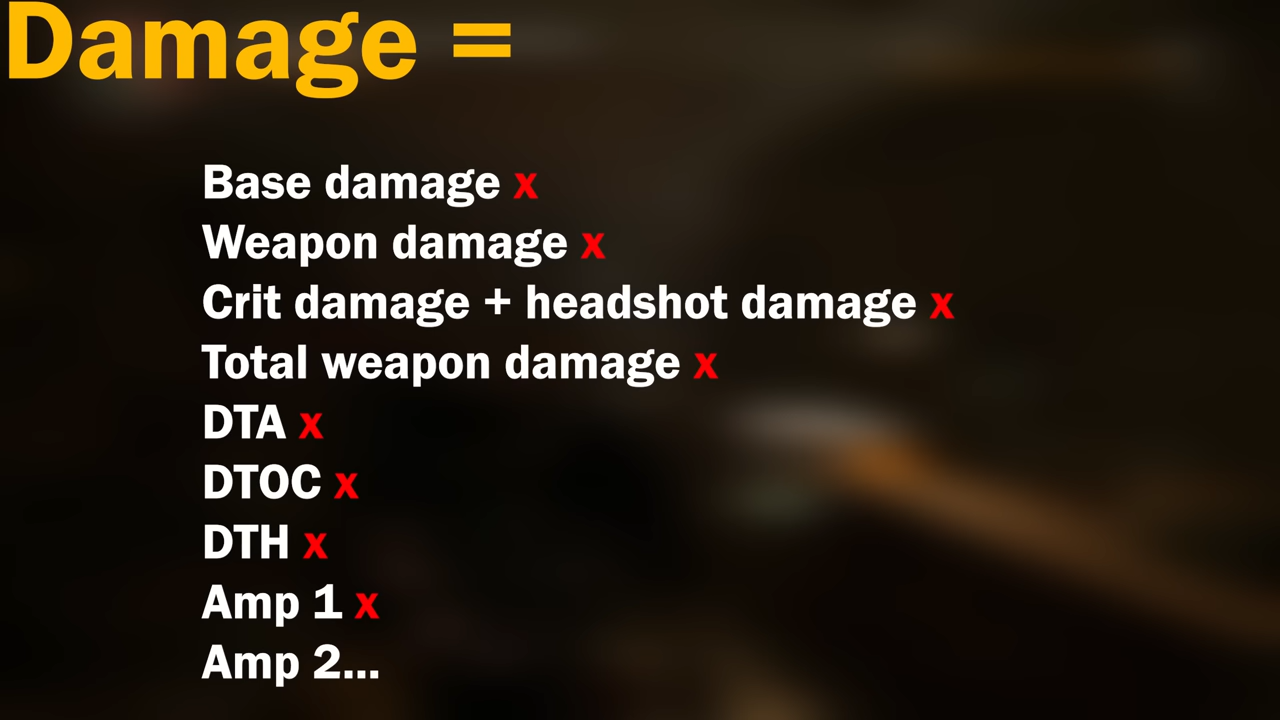 Damage =
Base damage x
Weapon damage x
Crit damage + headshot damage x
Total weapon damage x
DTA x
DTOC x
DTH x
Amp 1 x
Amp 2...